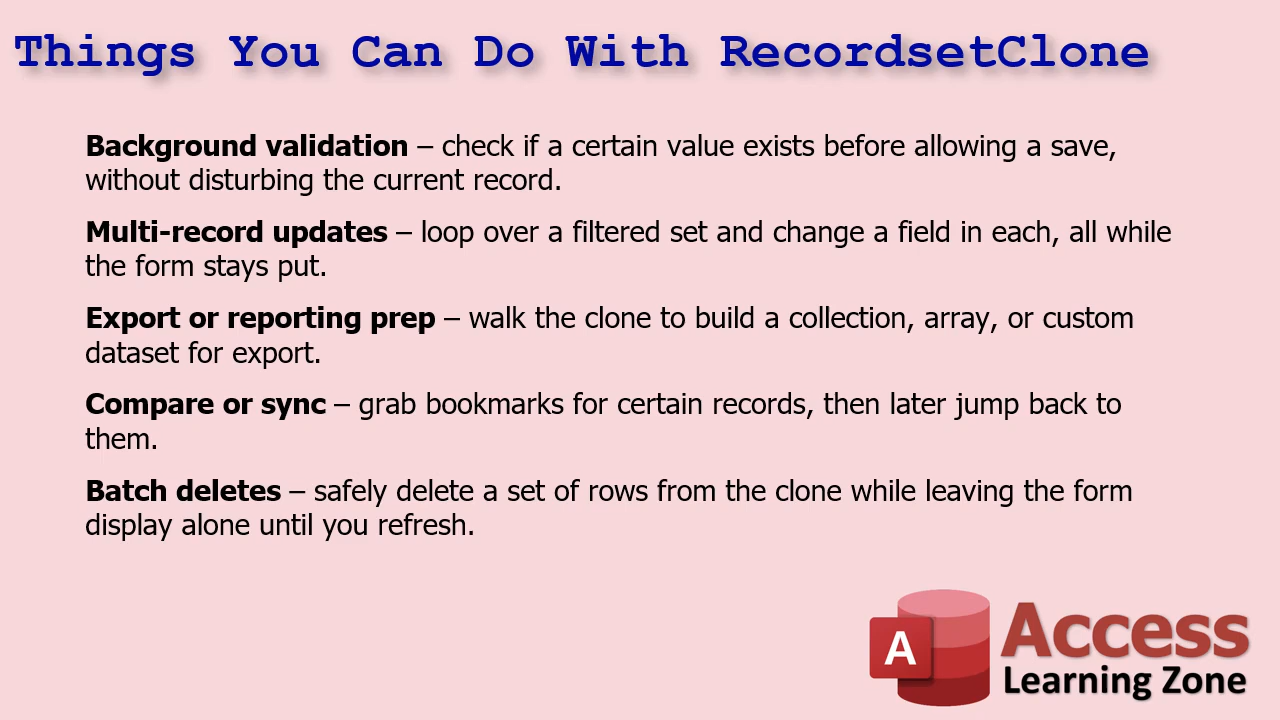 Things You Can Do With RecordsetClone
Background validation – check if a certain value exists before allowing a save,
without disturbing the current record.
Multi-record updates – loop over a filtered set and change a field in each, all while
the form stays put.
Export or reporting prep – walk the clone to build a collection, array, or custom
dataset for export.
Compare or sync – grab bookmarks for certain records, then later jump back to
them.
Batch deletes – safely delete a set of rows from the clone while leaving the form
display alone until you refresh.
A
Access
Learning Zone